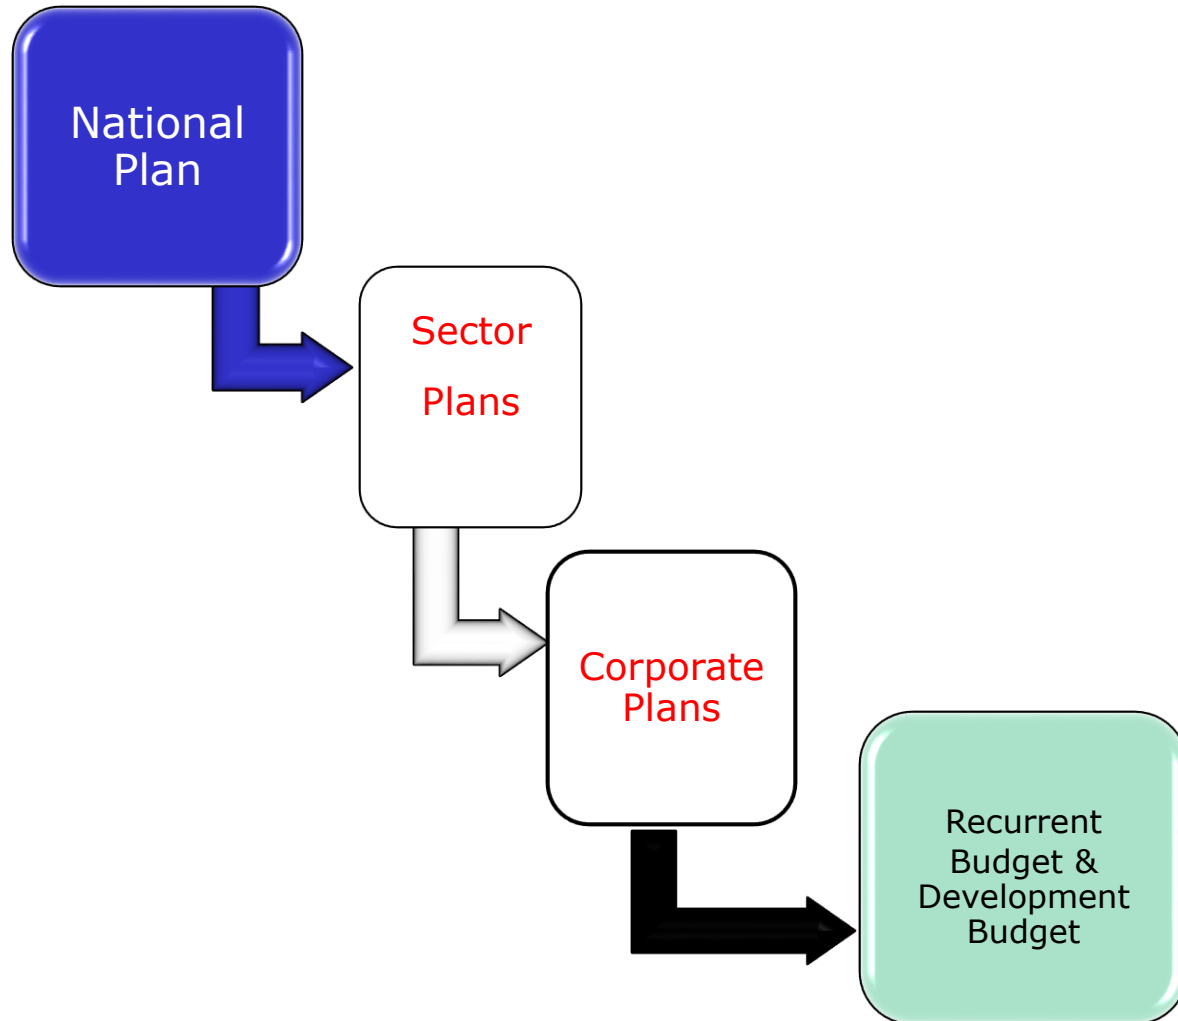 National
Plan
Sector
Plans
Corporate
Plans
Recurrent
Budget &
Development
Budget